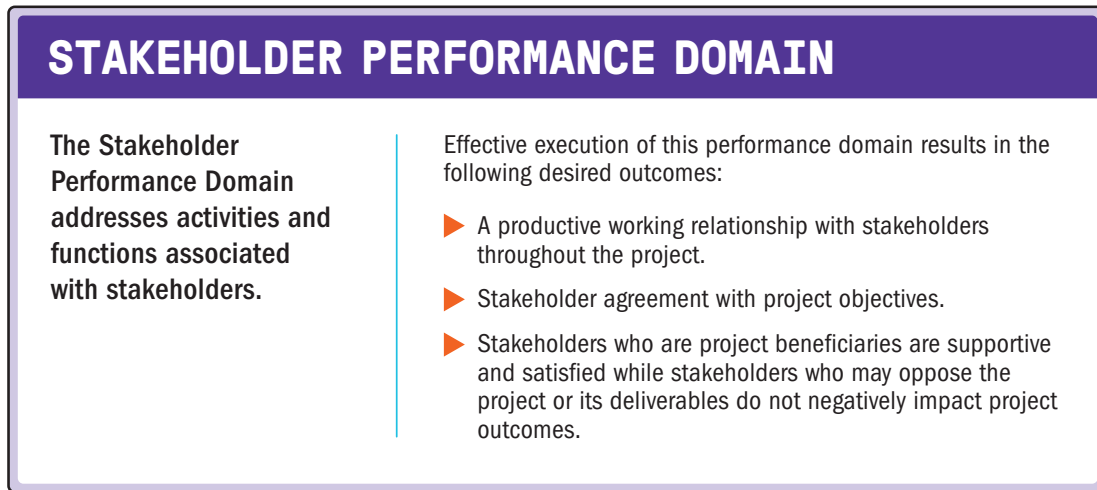 STAKEHOLDER PERFORMANCE DOMAIN
The Stakeholder
Performance Domain
addresses activities and
functions associated
with stakeholders.
Effective execution of this performance domain results in the
following desired outcomes:
A productive working relationship with stakeholders
throughout the project.
Stakeholder agreement with project objectives.
Stakeholders who are project beneficiaries are supportive
and satisfied while stakeholders who may oppose the
project or its deliverables do not negatively impact project
outcomes.